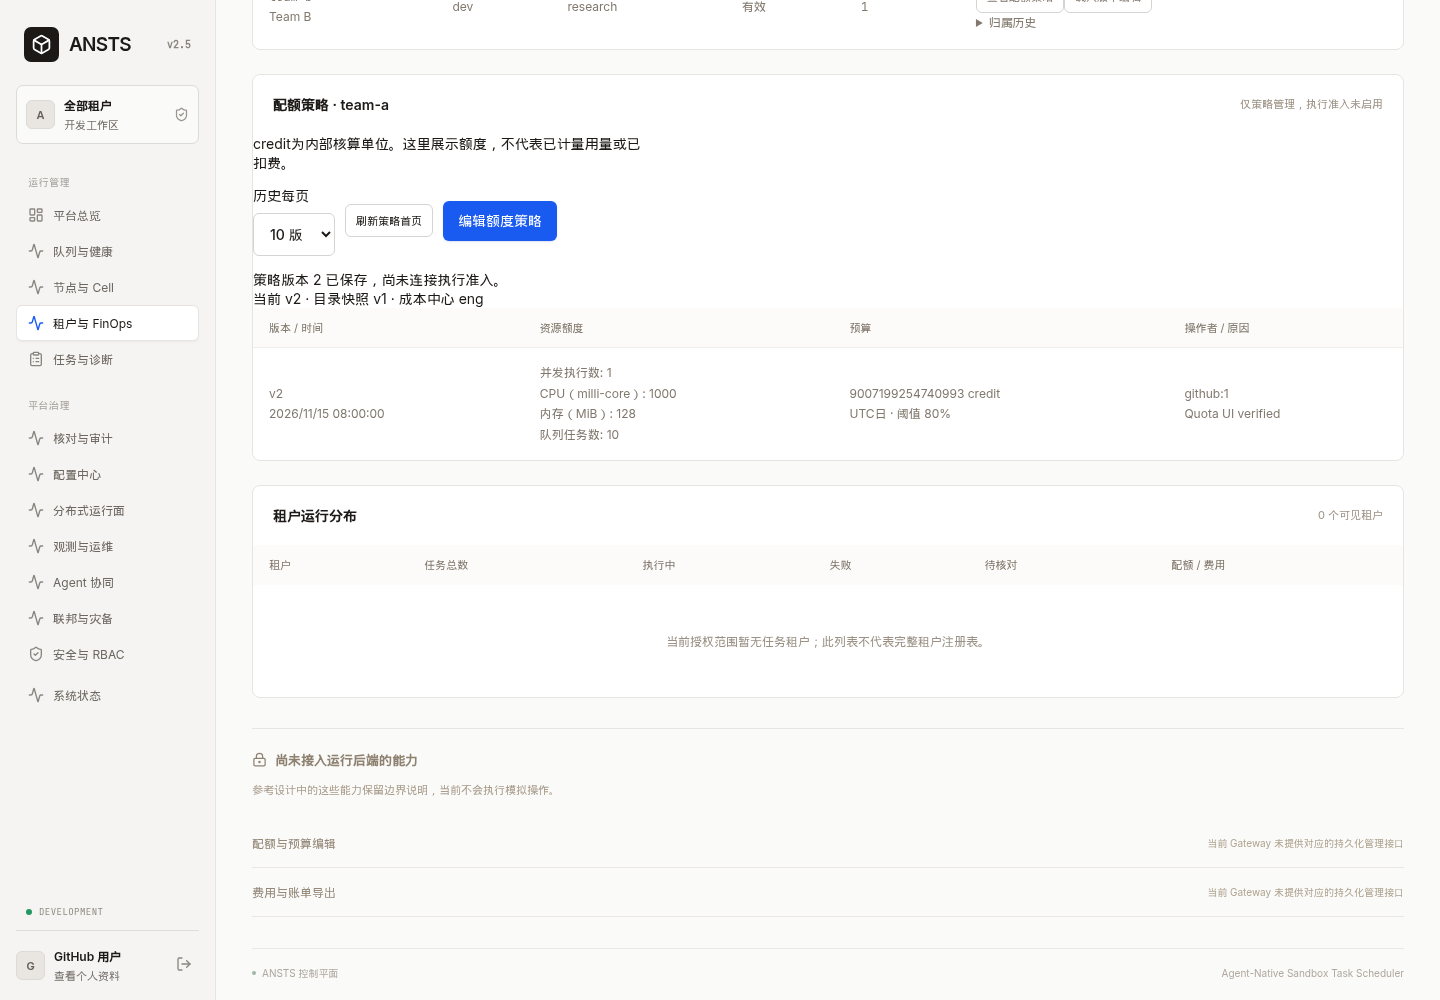 ANSTS
v2.5
A
全部租户
开发工作区
运行管理
平台总览
队列与健康
节点与 Cell
租户与 FinOps
任务与诊断
平台治理
核对与审计
配置中心
分布式运行面
观测与运维
Agent 协同
联邦与灾备
安全与 RBAC
系统状态
DEVELOPMENT
G
GitHub 用户
查看个人资料
Team B
dev
research
有效
1
归属历史
配额策略 · team-a
仅策略管理，执行准入未启用
credit为内部核算单位。这里展示额度，不代表已计量用量或已
扣费。
历史每页
10 版
刷新策略首页
编辑额度策略
策略版本 2 已保存，尚未连接执行准入。
当前 v2 · 目录快照 v1 · 成本中心 eng
版本 / 时间
资源额度
预算
操作者 / 原因
v2
2026/11/15 08:00:00
并发执行数: 1
CPU（milli-core）: 1000
内存（MiB）: 128
队列任务数: 10
9007199254740993 credit
UTC日 · 阈值 80%
github:1
Quota UI verified
租户运行分布
0 个可见租户
租户
任务总数
执行中
失败
待核对
配额 / 费用
当前授权范围暂无任务租户；此列表不代表完整租户注册表。
尚未接入运行后端的能力
参考设计中的这些能力保留边界说明，当前不会执行模拟操作。
配额与预算编辑
当前 Gateway 未提供对应的持久化管理接口
费用与账单导出
当前 Gateway 未提供对应的持久化管理接口
ANSTS 控制平面
Agent-Native Sandbox Task Scheduler